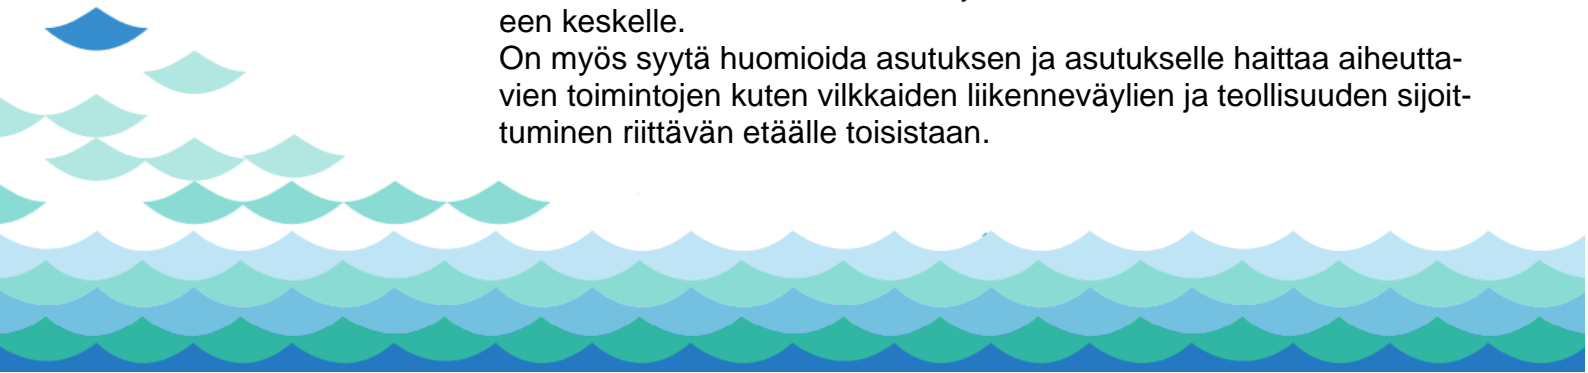 een keskelle.
On myös syytä huomioida asutuksen ja asutukselle haittaa aiheutta-
vien toimintojen kuten vilkkaiden liikenneväylien ja teollisuuden sijoit-
tuminen riittävän etäälle toisistaan.